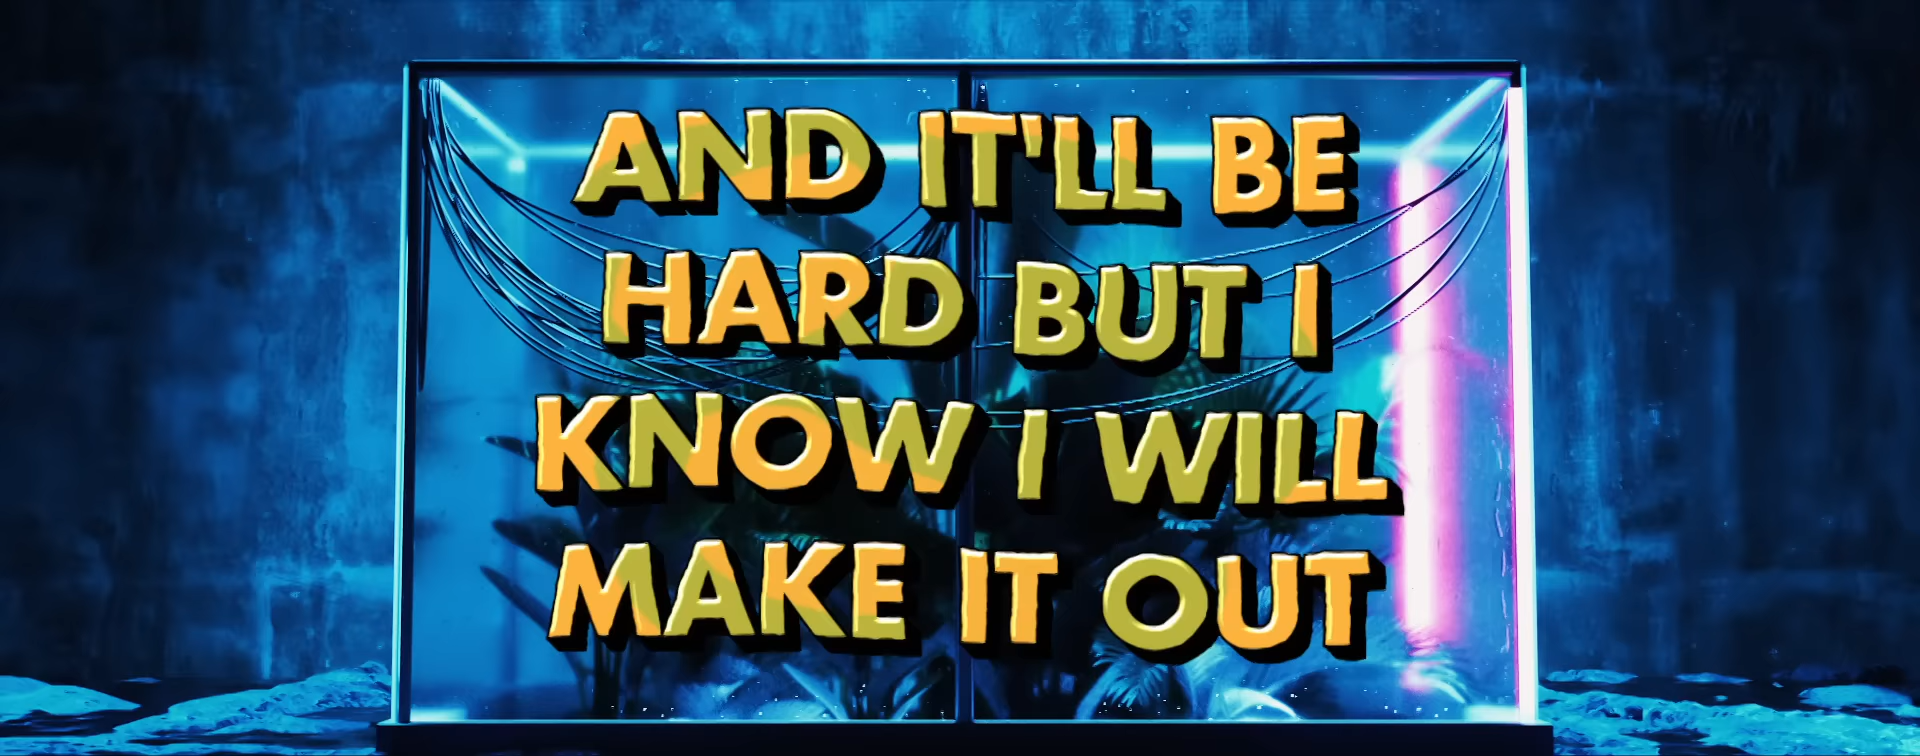 AND IT'LL BE
HARD BUT I
KNOW I WILL
MAKE IT OUT